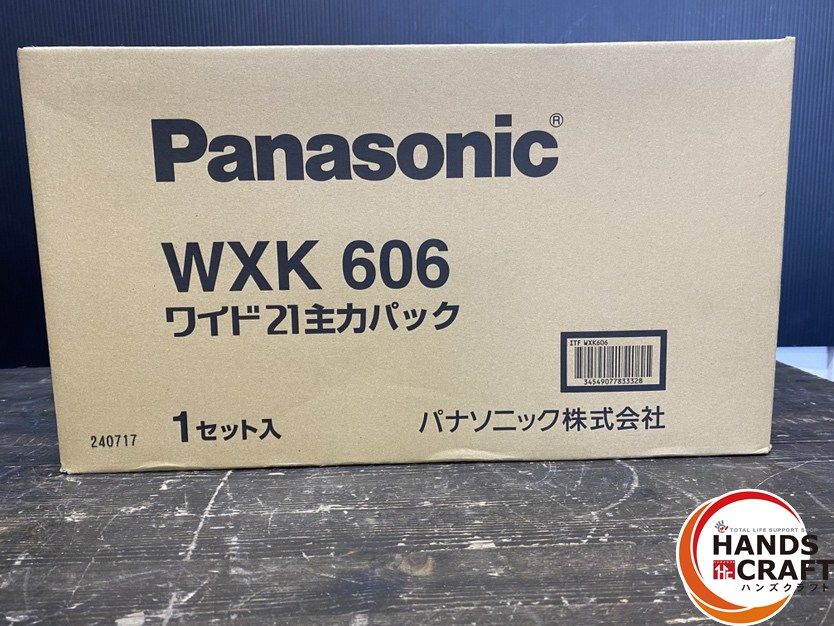 Panasonic®
WXK 606
ワイド21主力パック
ITF WXK606
34549077833328
240717
1セット入
パナソニック株式会社
TOTAL LIFE SUPPORT S
HANDS
CRAFT
ハンズクラフト